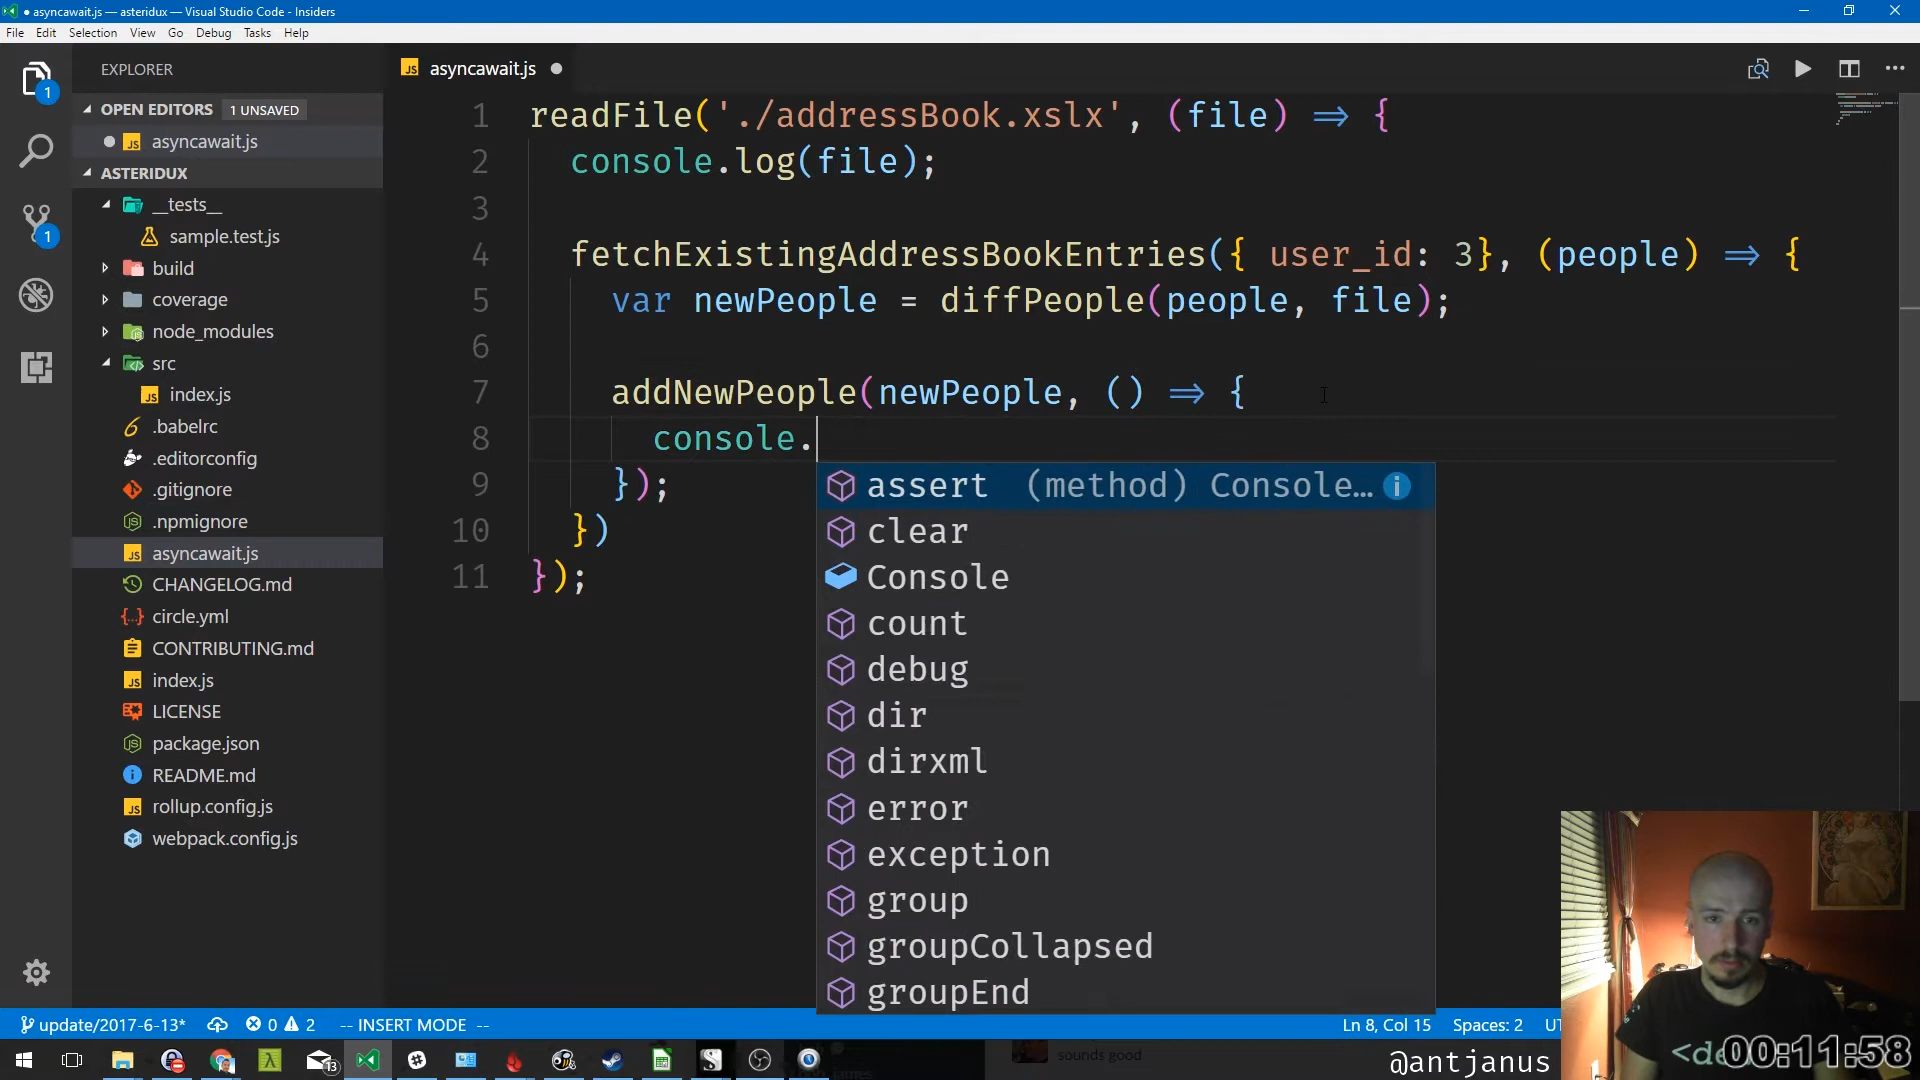 ● asyncawait.js — asteridux — Visual Studio Code - Insiders
File Edit Selection View Go Debug Tasks Help
EXPLORER
OPEN EDITORS 1 UNSAVED
asyncawait.js
ASTERIDUX
__tests__
sample.test.js
build
coverage
node_modules
src
index.js
.babelrc
.editorconfig
.gitignore
.npmignore
asyncawait.js
CHANGELOG.md
circle.yml
CONTRIBUTING.md
index.js
LICENSE
package.json
README.md
rollup.config.js
webpack.config.js
1
1
asyncawait.js
1 readFile('./addressBook.xslx', (file) => {
2 console.log(file);
3
4 fetchExistingAddressBookEntries({ user_id: 3}, (people) => {
5 var newPeople = diffPeople(people, file);
6
7 addNewPeople(newPeople, () => {
8 console.
9 });
10 })
11 });
assert (method) Console…
clear
Console
count
debug
dir
dirxml
error
exception
group
groupCollapsed
groupEnd
update/2017-6-13* 0 2 -- INSERT MODE -- Ln 8, Col 15 Spaces: 2 UT
13
sounds good
@antjanus
<de
00:11:58